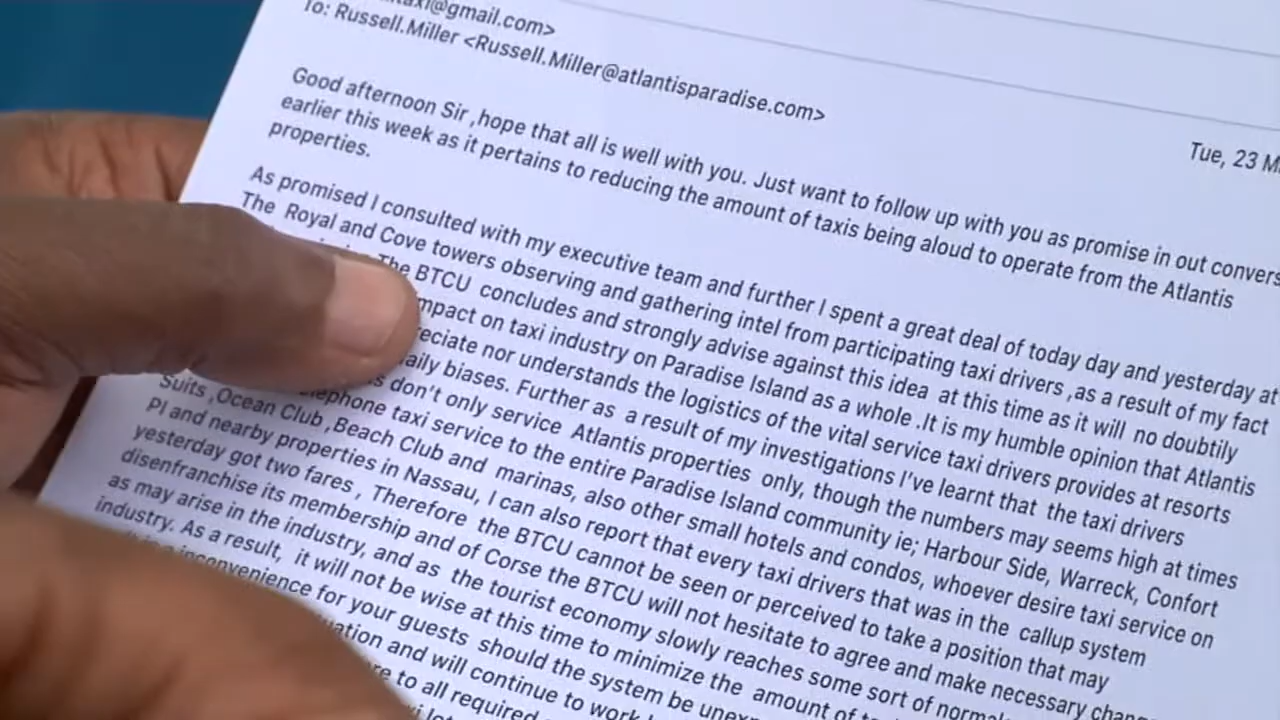 taxi@gmail.com>
To: Russell.Miller <Russell.Miller@atlantisparadise.com>
Tue, 23
Good afternoon Sir ,hope that all is well with you. Just want to follow up with you as promise in out
earlier this week as it pertains to reducing the amount of taxis being aloud to operate from the Atlantis
properties.
As promised I consulted with my executive team and further I spent a great deal of today day and yesterday at
The Royal and Cove towers observing and gathering intel from participating taxi drivers ,as a result of my fact
The BTCU concludes and strongly advise against this idea at this time as it will no doubtily
mpact on taxi industry on Paradise Island as a whole .It is my humble opinion that Atlantis
reciate nor understands the logistics of the vital service taxi drivers provides at resorts
aily biases. Further as a result of my investigations I've learnt that the taxi drivers
s don't only service Atlantis properties only, though the numbers may seems high at times
lephone taxi service to the entire Paradise Island community ie; Harbour Side, Warreck, Confort
Suits ,Ocean Club ,Beach Club and marinas, also other small hotels and condos, whoever desire taxi service on
PI and nearby properties in Nassau, I can also report that every taxi drivers that was in the callup system
yesterday got two fares , Therefore the BTCU cannot be seen or perceived to take a position that may
disenfranchise its membership and of Corse the BTCU will not hesitate to agree and make necessary
as may arise in the industry, and as the tourist economy slowly reaches some sort of
industry. As a result, it will not be wise at this time to minimize the amount of
inconvenience for your guests should the system be
uation and will continue to work
re to all required